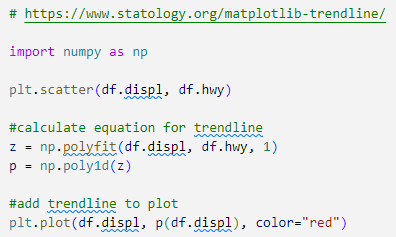 # https://www.statology.org/matplotlib-trendline/
import numpy as np
plt.scatter(df.displ, df.hwy)
#calculate equation for trendline
z = np.polyfit(df.displ, df.hwy, 1)
p = np.poly1d(z)
#add trendline to plot
plt.plot(df.displ, p(df.displ), color="red")